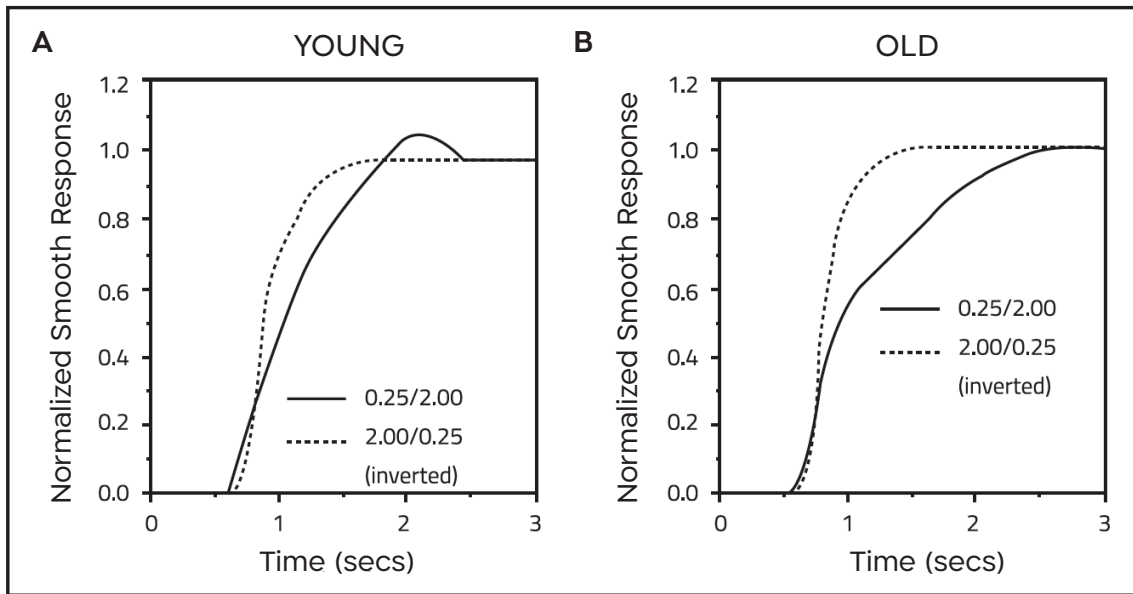 A
YOUNG
Normalized Smooth Response
1.2
1.0
0.8
0.6
0.4
0.2
0.0
0.25/2.00
2.00/0.25
(inverted)
0
1
2
3
Time (secs)
B
OLD
Normalized Smooth Response
1.2
1.0
0.8
0.6
0.4
0.2
0.0
0.25/2.00
2.00/0.25
(inverted)
0
1
2
3
Time (secs)